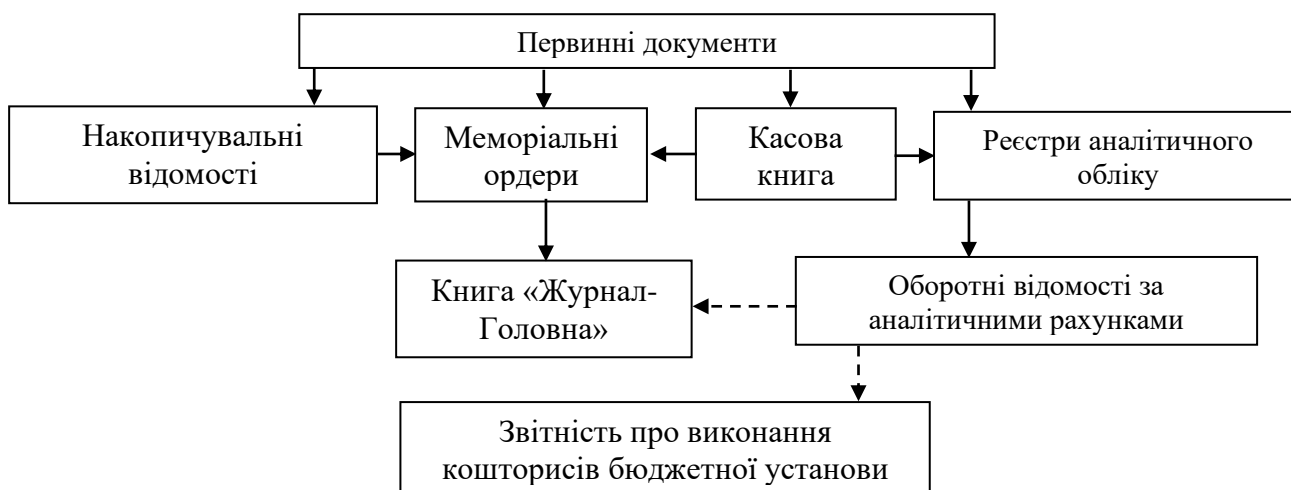 Первинні документи
Накопичувальні
відомості
Меморіальні
ордери
Касова
книга
Реєстри аналітичного
обліку
Книга «Журнал-
Головна»
Оборотні відомості за
аналітичними рахунками
Звітність про виконання
кошторисів бюджетної установи